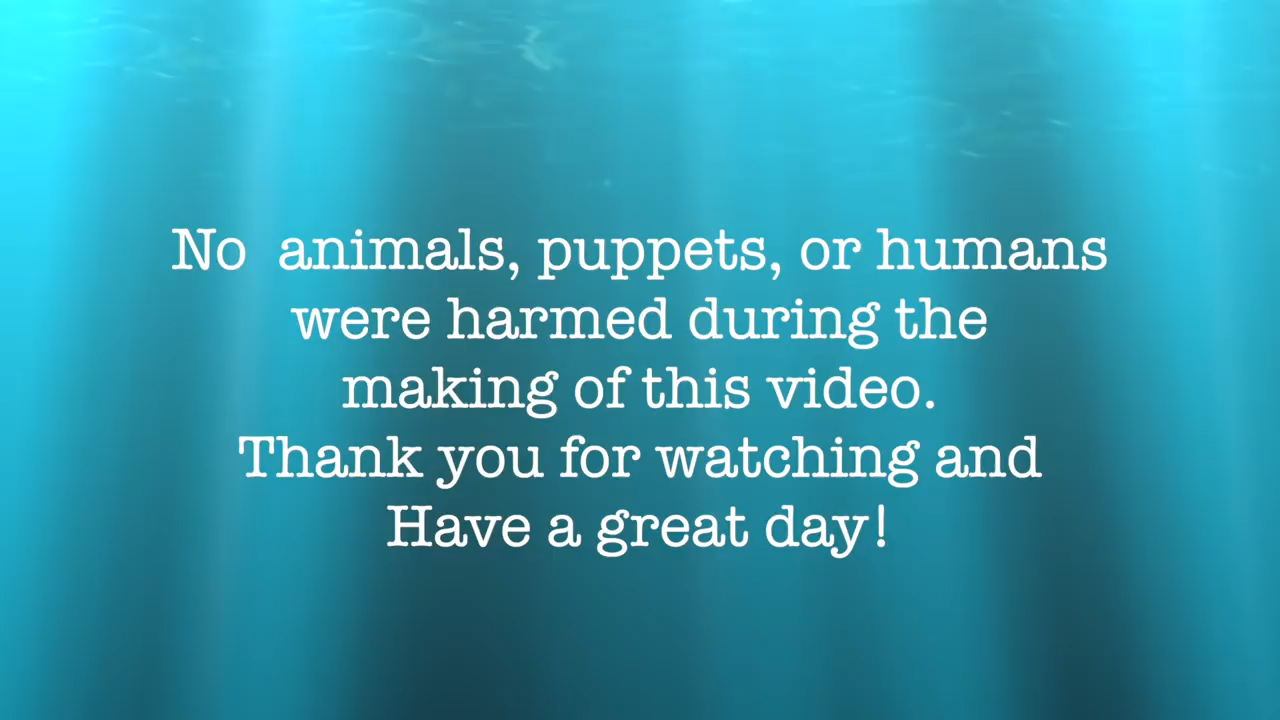 No  animals, puppets, or humans
were harmed during the
making of this video.
Thank you for watching and
Have a great day!